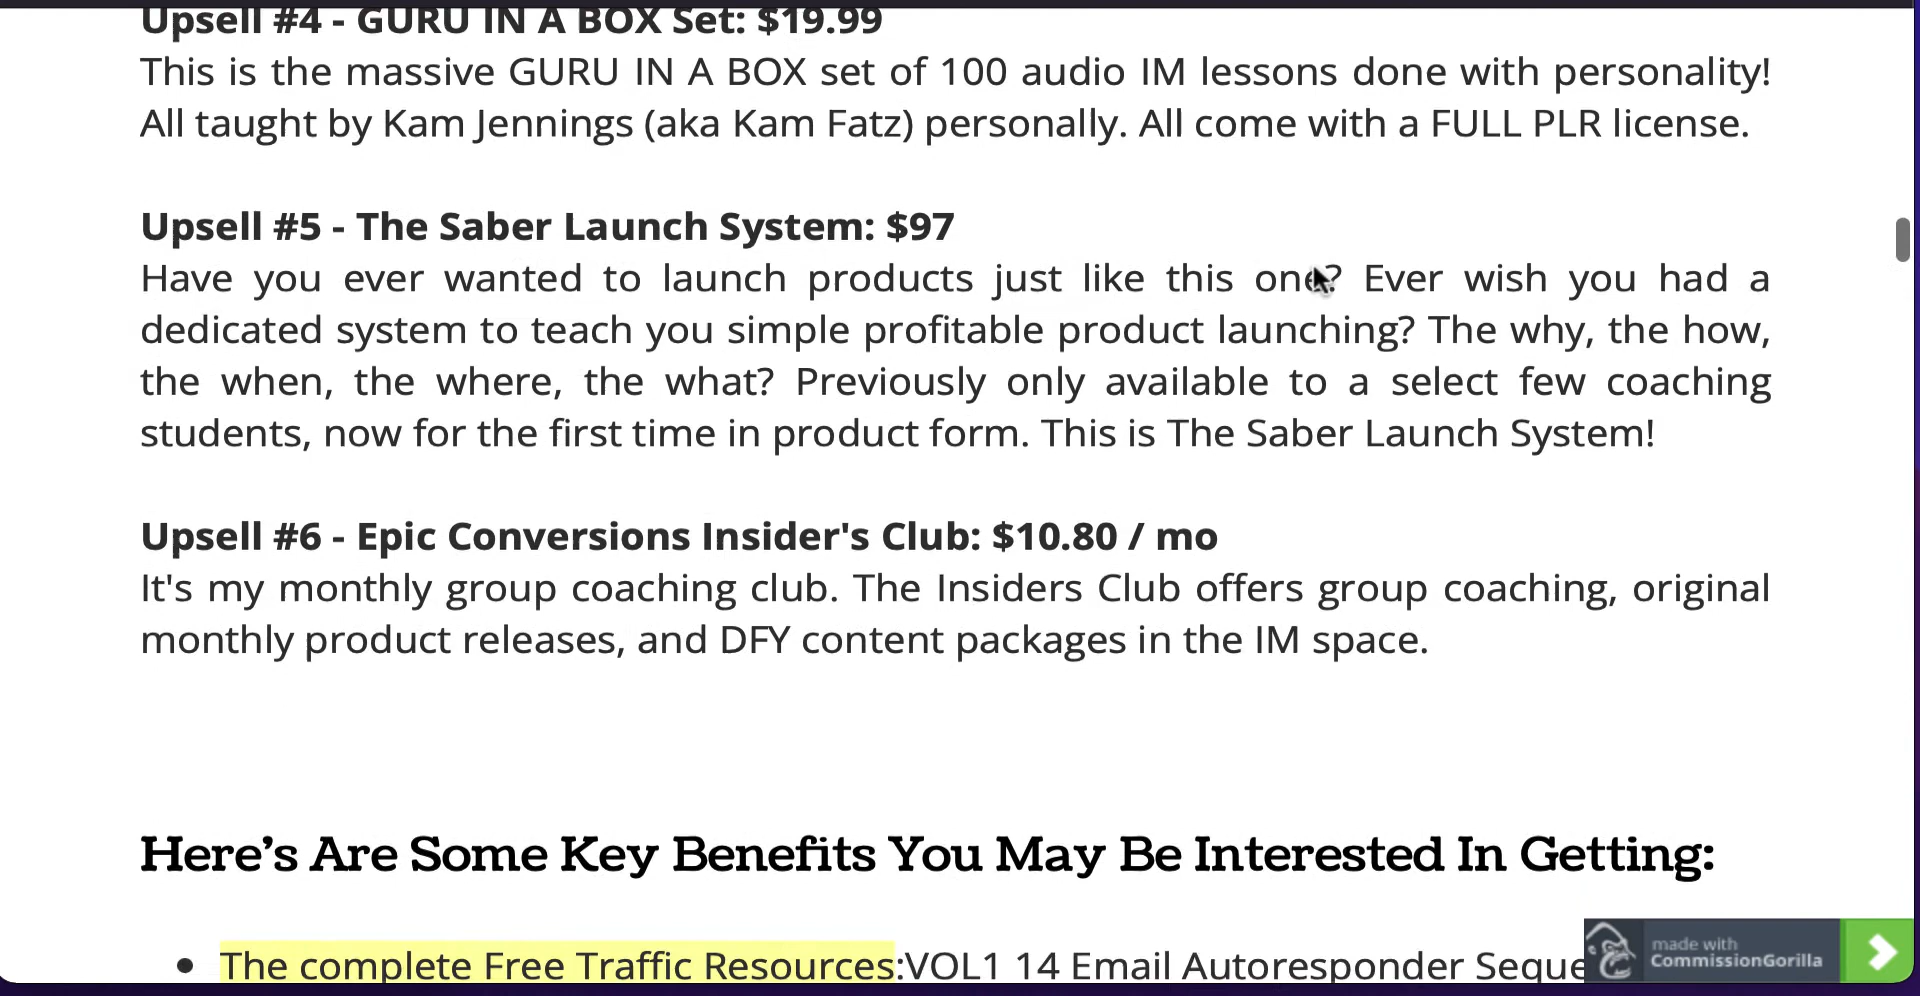 Upsell #4 - GURU IN A BOX Set: $19.99
This is the massive GURU IN A BOX set of 100 audio IM lessons done with personality!
All taught by Kam Jennings (aka Kam Fatz) personally. All come with a FULL PLR license.
Upsell #5 - The Saber Launch System: $97
Have you ever wanted to launch products just like this one? Ever wish you had a
dedicated system to teach you simple profitable product launching? The why, the how,
the when, the where, the what? Previously only available to a select few coaching
students, now for the first time in product form. This is The Saber Launch System!
Upsell #6 - Epic Conversions Insider's Club: $10.80 / mo
It's my monthly group coaching club. The Insiders Club offers group coaching, original
monthly product releases, and DFY content packages in the IM space.
Here’s Are Some Key Benefits You May Be Interested In Getting:
The complete Free Traffic Resources:VOL1 14 Email Autoresponder Seque
made with
CommissionGorilla